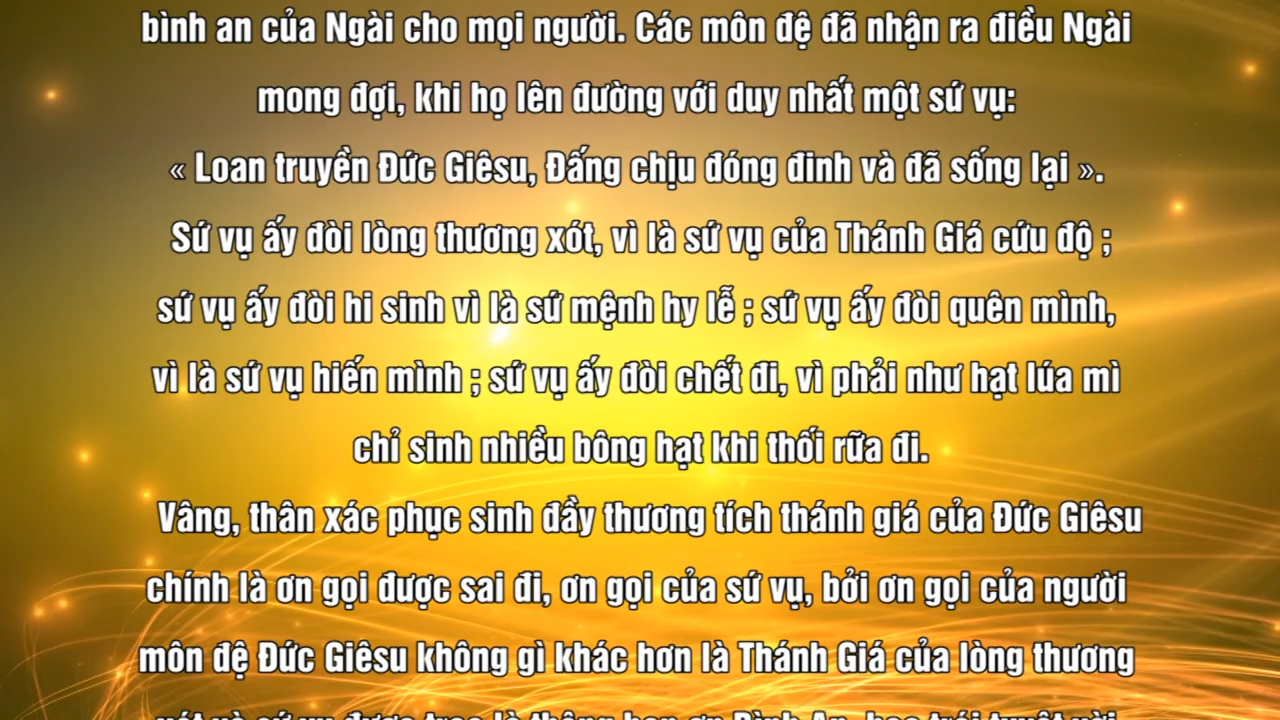 bình an của Ngài cho mọi người. Các môn đệ đã nhận ra điều Ngài
mong đợi, khi họ lên đường với duy nhất một sứ vụ:
« Loan truyền Đức Giêsu, Đấng chịu đóng đinh và đã sống lại ».
Sứ vụ ấy đòi lòng thương xót, vì là sứ vụ của Thánh Giá cứu độ ;
sứ vụ ấy đòi hi sinh vì là sứ mệnh hy lễ ; sứ vụ ấy đòi quên mình,
vì là sứ vụ hiến mình ; sứ vụ ấy đòi chết đi, vì phải như hạt lúa mì
chỉ sinh nhiều bông hạt khi thối rữa đi.
Vâng, thân xác phục sinh đầy thương tích thánh giá của Đức Giêsu
chính là ơn gọi được sai đi, ơn gọi của sứ vụ, bởi ơn gọi của người
môn đệ Đức Giêsu không gì khác hơn là Thánh Giá của lòng thương